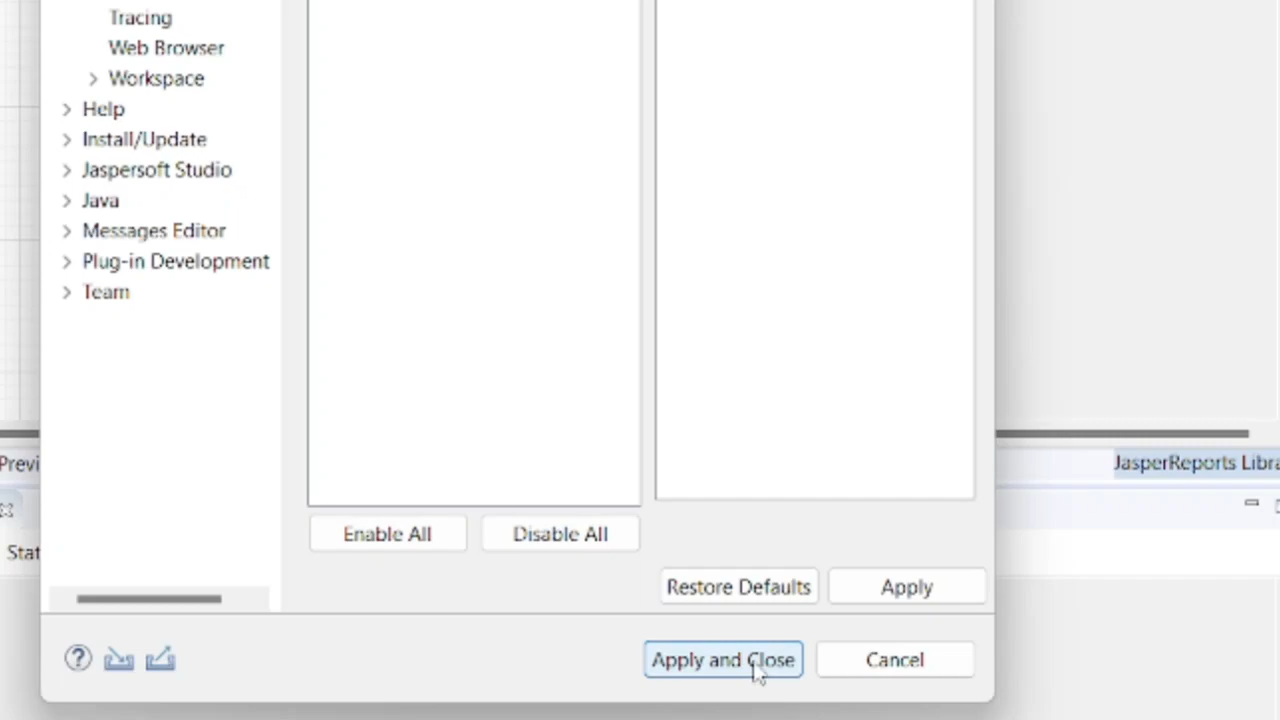 Tracing
Web Browser
Workspace
Help
Install/Update
Jaspersoft Studio
Java
Messages Editor
Plug-in Development
Team
JasperReports
Enable All
Disable All
Restore Defaults
Apply
?
Apply and Close
Cancel